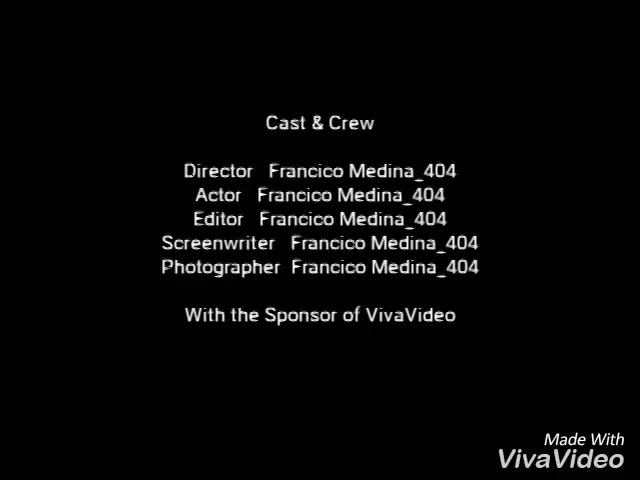 Cast & Crew
Director Francico Medina_404
Actor Francico Medina_404
Editor Francico Medina_404
Screenwriter Francico Medina_404
Photographer Francico Medina_404
With the Sponsor of VivaVideo
Made With
VivaVideo